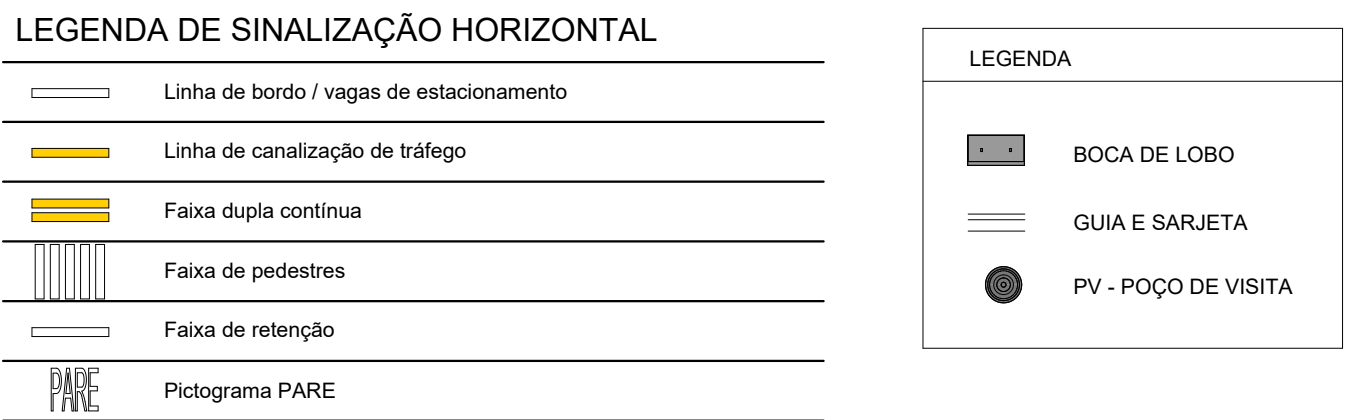 LEGENDA DE SINALIZAÇÃO HORIZONTAL
Linha de bordo / vagas de estacionamento
Linha de canalização de tráfego
Faixa dupla contínua
Faixa de pedestres
Faixa de retenção
PARE Pictograma PARE
LEGENDA
BOCA DE LOBO
GUIA E SARJETA
PV - POÇO DE VISITA